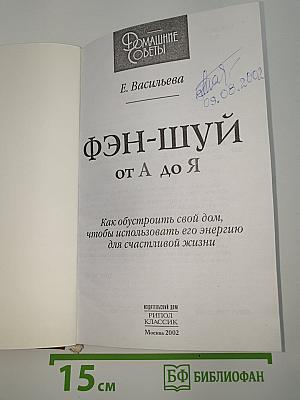 Домашние
Советы
09.08.2002
Е. Васильева
ФЭН-ШУЙ
от А до Я
Как обустроить свой дом,
чтобы использовать его энергию
для счастливой жизни
ИЗДАТЕЛЬСКИЙ ДОМ
РИПОЛ
КЛАССИК
Москва 2002
15 см
БФ БИБЛИОФАН